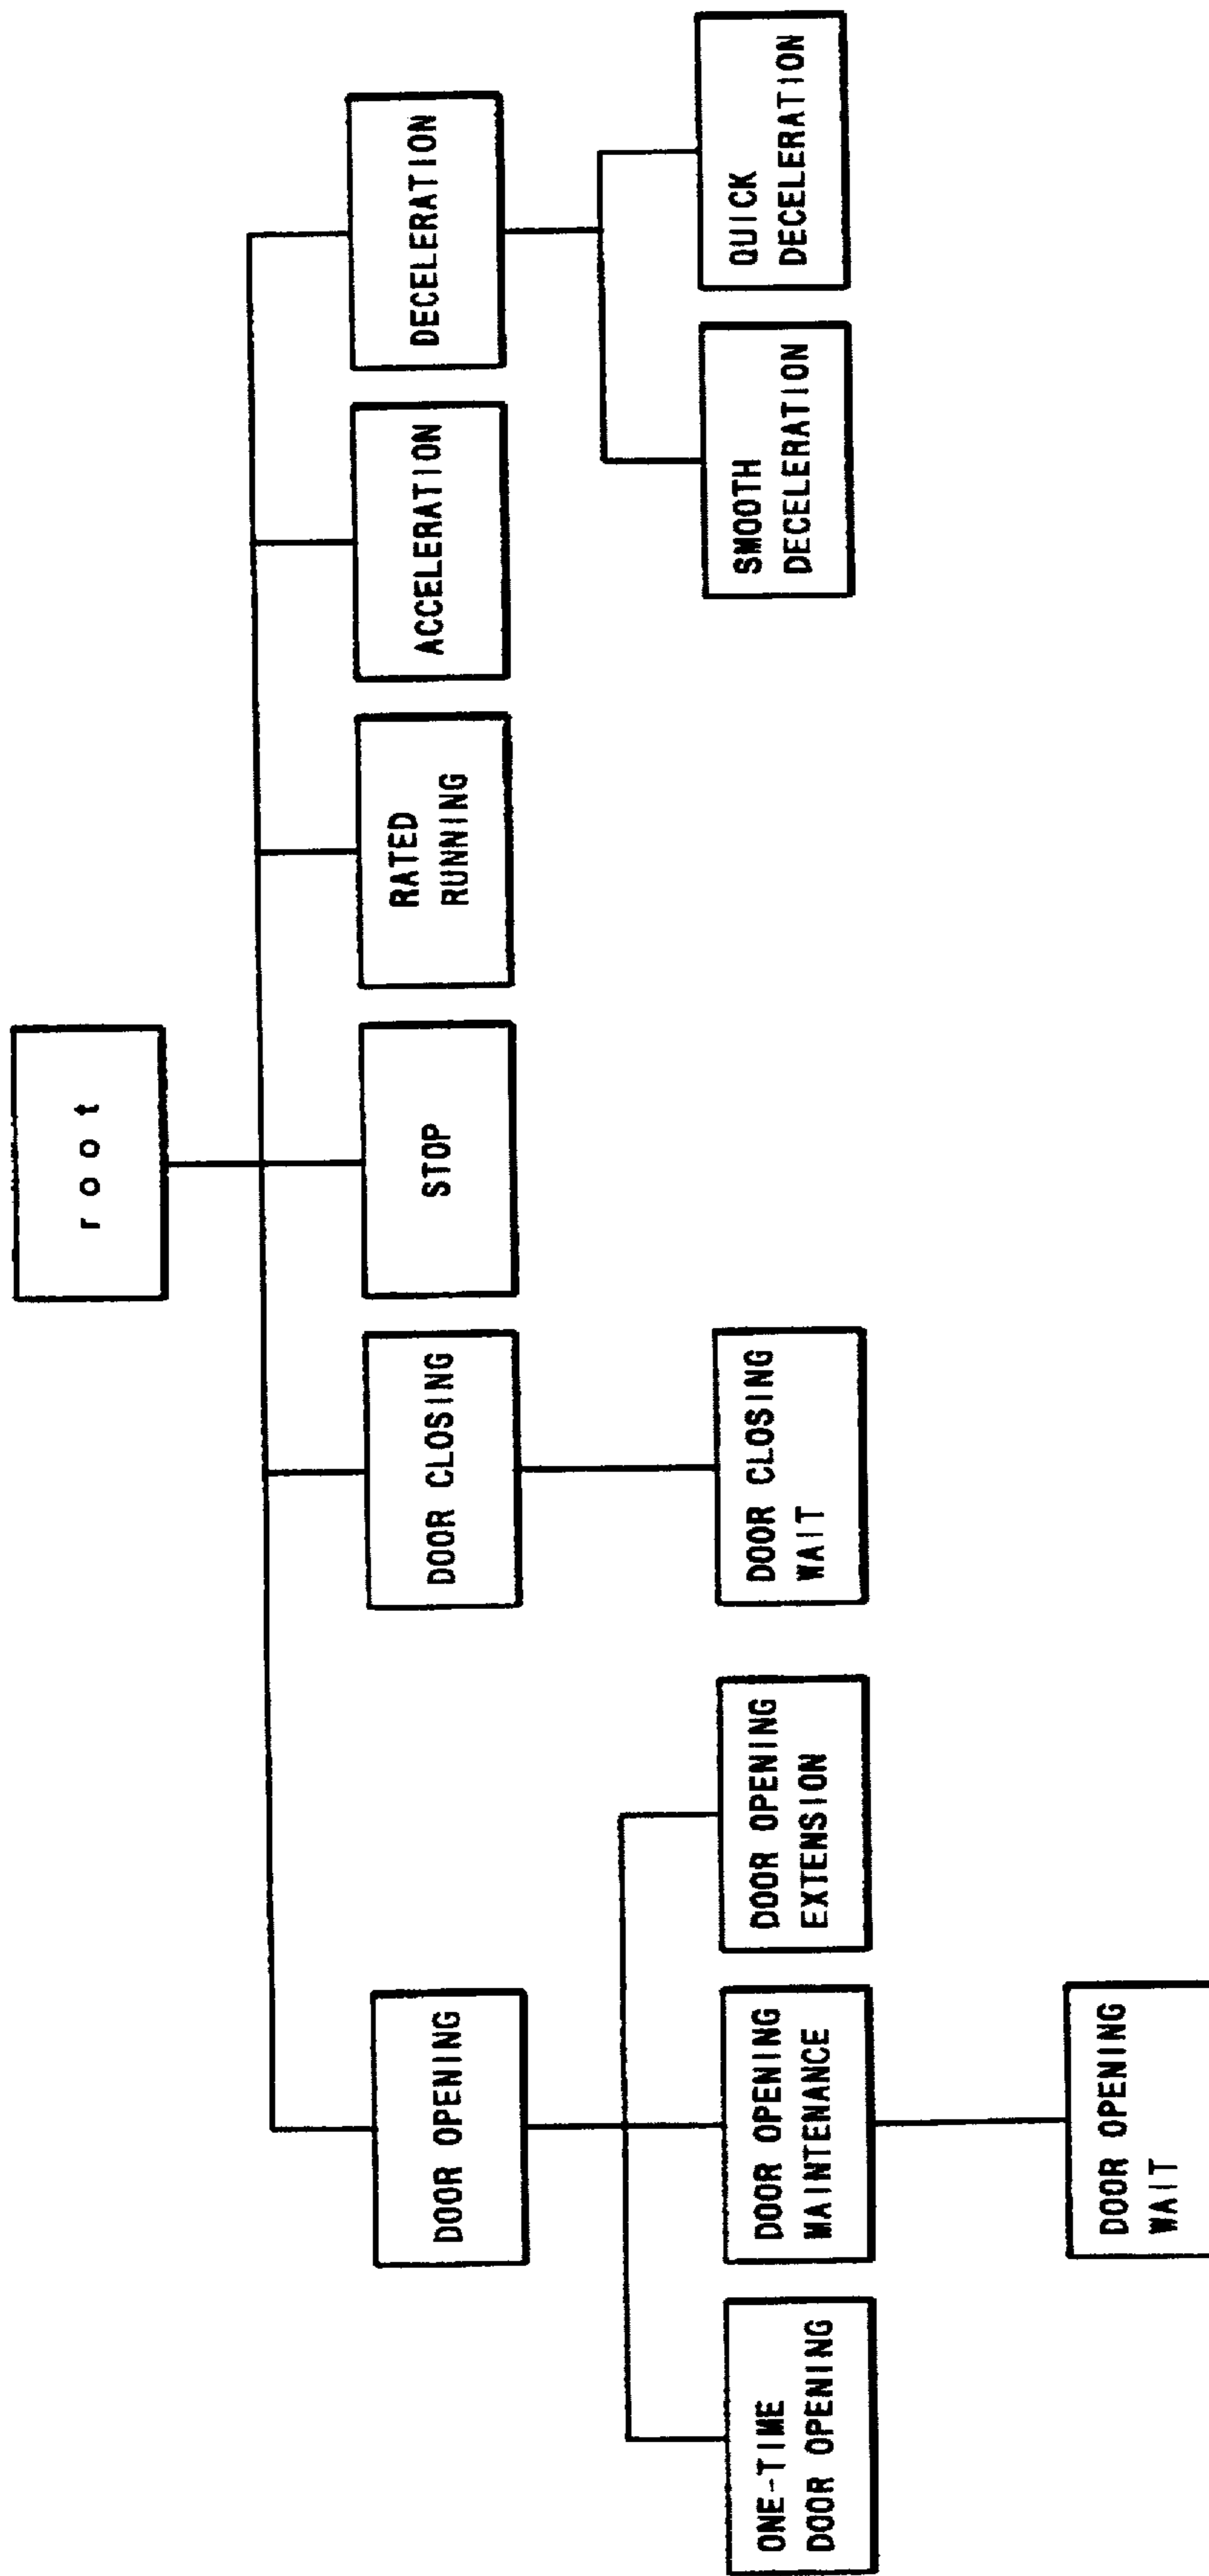 root
DOOR OPENING
DOOR CLOSING
STOP
RATED
RUNNING
ACCELERATION
DECELERATION
ONE-TIME
DOOR OPENING
DOOR OPENING
MAINTENANCE
DOOR OPENING
EXTENSION
DOOR CLOSING
WAIT
SMOOTH
DECELERATION
QUICK
DECELERATION
DOOR OPENING
WAIT